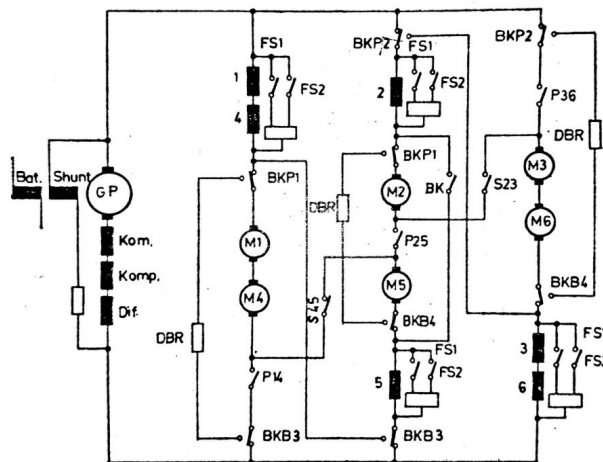 BKP2
BKP2
FS1
FS2
1
4
FS1
FS2
2
P36
DBR
Bat.
Shunt
GP
BKP1
BKP1
BK
S23
M3
DBR
M2
M6
Kom.
M1
P25
Komp.
M4
M5
S45
Dif.
DBR
BKB4
BKB4
P14
FS1
FS2
5
FS1
FS2
3
6
BKB3
BKB3